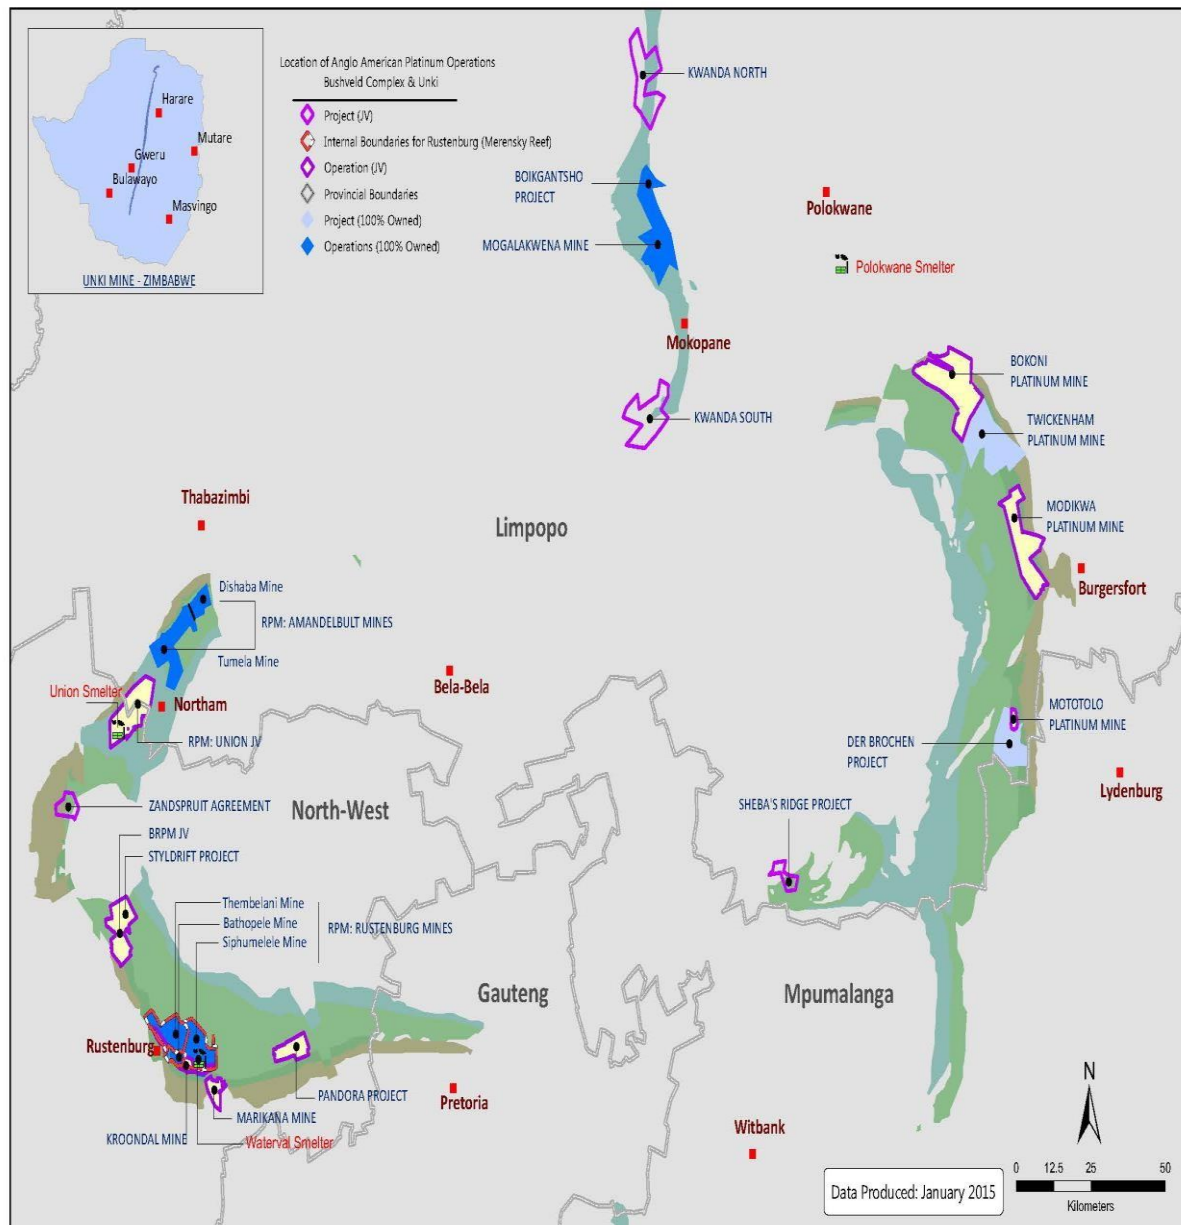 Harare
Mutare
Gweru
Bulawayo
Masvingo
UNKI MINE - ZIMBABWE
Location of Anglo American Platinum Operations
Bushveld Complex & Unki
Project (JV)
Internal Boundaries for Rustenburg (Merensky Reef)
Operation (JV)
Provincial Boundaries
Project (100% Owned)
Operations (100% Owned)
KWANDA NORTH
BOIKGANTSHO
PROJECT
MOGALAKWENA MINE
Polokwane
Polokwane Smelter
Mokopane
KWANDA SOUTH
BOKONI
PLATINUM MINE
TWICKENHAM
PLATINUM MINE
MODIKWA
PLATINUM MINE
Burgersfort
Thabazimbi
Limpopo
Dishaba Mine
RPM: AMANDELBULT MINES
Tumela Mine
Union Smelter
Northam
RPM: UNION JV
Bela-Bela
MOTOTOLO
PLATINUM MINE
DER BROCHEN
PROJECT
Lydenburg
ZANDSPRUIT AGREEMENT
North-West
SHEBA'S RIDGE PROJECT
BRPM JV
STYLDRIFT PROJECT
Thembelani Mine
Bathopele Mine
Siphumelele Mine
RPM: RUSTENBURG MINES
Gauteng
Mpumalanga
Rustenburg
PANDORA PROJECT
Pretoria
MARIKANA MINE
KROONDAL MINE
Waterval Smelter
Witbank
N
Data Produced: January 2015
0 12.5 25 50
Kilometers